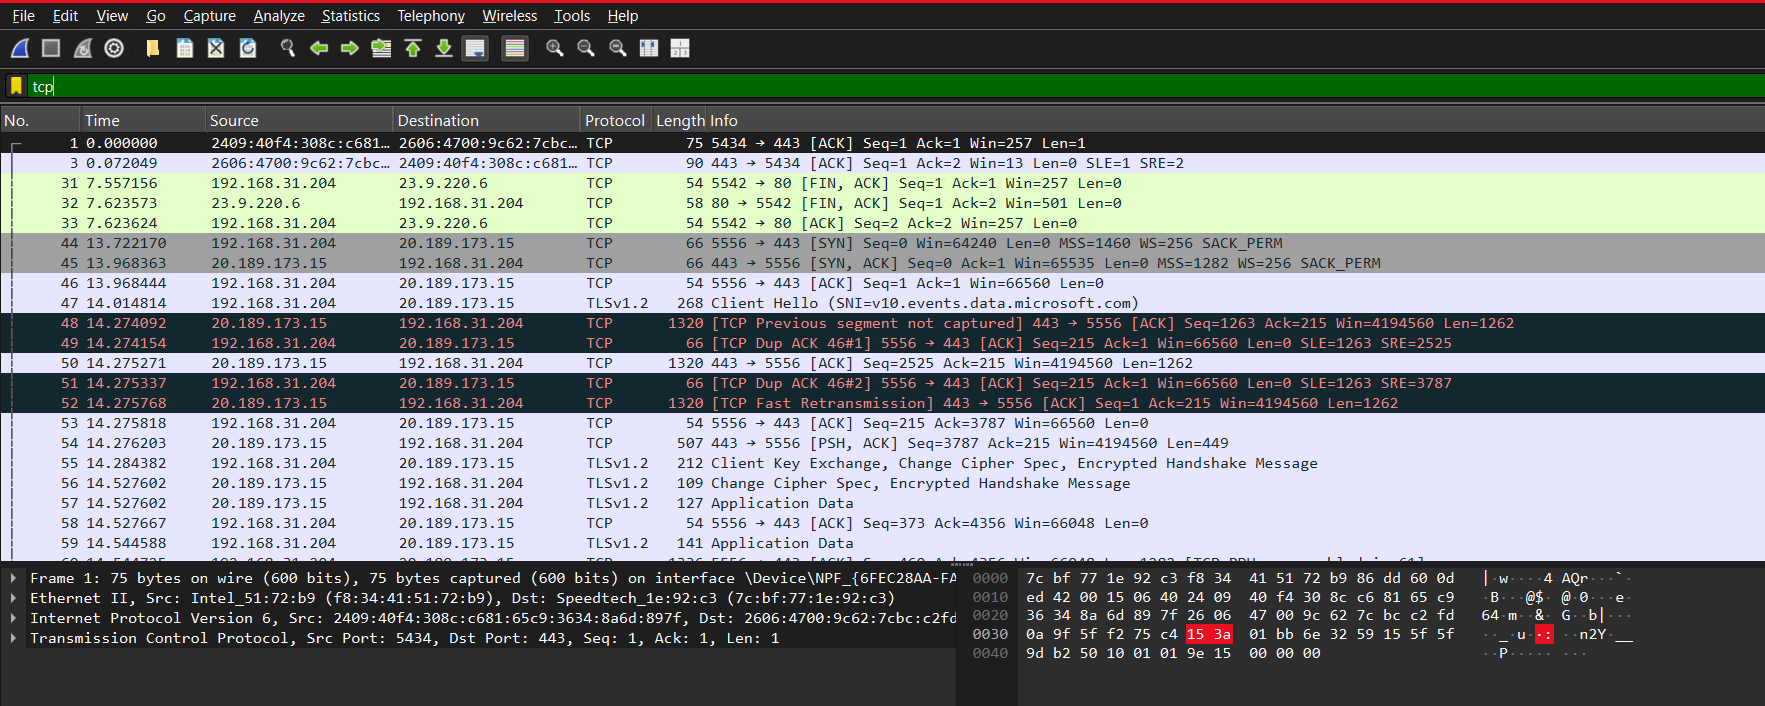 File Edit View Go Capture Analyze Statistics Telephony Wireless Tools Help
tcp
No. Time Source Destination Protocol Length Info
1 0.000000 2409:40f4:308c:c681… 2606:4700:9c62:7cbc… TCP 75 5434 → 443 [ACK] Seq=1 Ack=1 Win=257 Len=1
3 0.072049 2606:4700:9c62:7cbc… 2409:40f4:308c:c681… TCP 90 443 → 5434 [ACK] Seq=1 Ack=2 Win=13 Len=0 SLE=1 SRE=2
31 7.557156 192.168.31.204 23.9.220.6 TCP 54 5542 → 80 [FIN, ACK] Seq=1 Ack=1 Win=257 Len=0
32 7.623573 23.9.220.6 192.168.31.204 TCP 58 80 → 5542 [FIN, ACK] Seq=1 Ack=2 Win=501 Len=0
33 7.623624 192.168.31.204 23.9.220.6 TCP 54 5542 → 80 [ACK] Seq=2 Ack=2 Win=257 Len=0
44 13.722170 192.168.31.204 20.189.173.15 TCP 66 5556 → 443 [SYN] Seq=0 Win=64240 Len=0 MSS=1460 WS=256 SACK_PERM
45 13.968363 20.189.173.15 192.168.31.204 TCP 66 443 → 5556 [SYN, ACK] Seq=0 Ack=1 Win=65535 Len=0 MSS=1282 WS=256 SACK_PERM
46 13.968444 192.168.31.204 20.189.173.15 TCP 54 5556 → 443 [ACK] Seq=1 Ack=1 Win=66560 Len=0
47 14.014814 192.168.31.204 20.189.173.15 TLSv1.2 268 Client Hello (SNI=v10.events.data.microsoft.com)
48 14.274092 20.189.173.15 192.168.31.204 TCP 1320 [TCP Previous segment not captured] 443 → 5556 [ACK] Seq=1263 Ack=215 Win=4194560 Len=1262
49 14.274154 192.168.31.204 20.189.173.15 TCP 66 [TCP Dup ACK 46#1] 5556 → 443 [ACK] Seq=215 Ack=1 Win=66560 Len=0 SLE=1263 SRE=2525
50 14.275271 20.189.173.15 192.168.31.204 TCP 1320 443 → 5556 [ACK] Seq=2525 Ack=215 Win=4194560 Len=1262
51 14.275337 192.168.31.204 20.189.173.15 TCP 66 [TCP Dup ACK 46#2] 5556 → 443 [ACK] Seq=215 Ack=1 Win=66560 Len=0 SLE=1263 SRE=3787
52 14.275768 20.189.173.15 192.168.31.204 TCP 1320 [TCP Fast Retransmission] 443 → 5556 [ACK] Seq=1 Ack=215 Win=4194560 Len=1262
53 14.275818 192.168.31.204 20.189.173.15 TCP 54 5556 → 443 [ACK] Seq=215 Ack=3787 Win=66560 Len=0
54 14.276203 20.189.173.15 192.168.31.204 TCP 507 443 → 5556 [PSH, ACK] Seq=3787 Ack=215 Win=4194560 Len=449
55 14.284382 192.168.31.204 20.189.173.15 TLSv1.2 212 Client Key Exchange, Change Cipher Spec, Encrypted Handshake Message
56 14.527602 20.189.173.15 192.168.31.204 TLSv1.2 109 Change Cipher Spec, Encrypted Handshake Message
57 14.527602 20.189.173.15 192.168.31.204 TLSv1.2 127 Application Data
58 14.527667 192.168.31.204 20.189.173.15 TCP 54 5556 → 443 [ACK] Seq=373 Ack=4356 Win=66048 Len=0
59 14.544588 192.168.31.204 20.189.173.15 TLSv1.2 141 Application Data
Frame 1: 75 bytes on wire (600 bits), 75 bytes captured (600 bits) on interface \Device\NPF_{6FEC28AA-FA
Ethernet II, Src: Intel_51:72:b9 (f8:34:41:51:72:b9), Dst: Speedtech_1e:92:c3 (7c:bf:77:1e:92:c3)
Internet Protocol Version 6, Src: 2409:40f4:308c:c681:65c9:3634:8a6d:897f, Dst: 2606:4700:9c62:7cbc:c2fd
Transmission Control Protocol, Src Port: 5434, Dst Port: 443, Seq: 1, Ack: 1, Len: 1
0000 7c bf 77 1e 92 c3 f8 34 41 51 72 b9 86 dd 60 0d |·w····4 AQr···`·
0010 ed 42 00 15 06 40 24 09 40 f4 30 8c c6 81 65 c9 ·B···@$· @·0···e·
0020 36 34 8a 6d 89 7f 26 06 47 00 9c 62 7c bc c2 fd 64·m··&· G··b|···
0030 0a 9f 5f f2 75 c4 15 3a 01 bb 6e 32 59 15 5f 5f ··_·u··: ··n2Y·__
0040 9d b2 50 10 01 01 9e 15 00 00 00 ··P····· ···